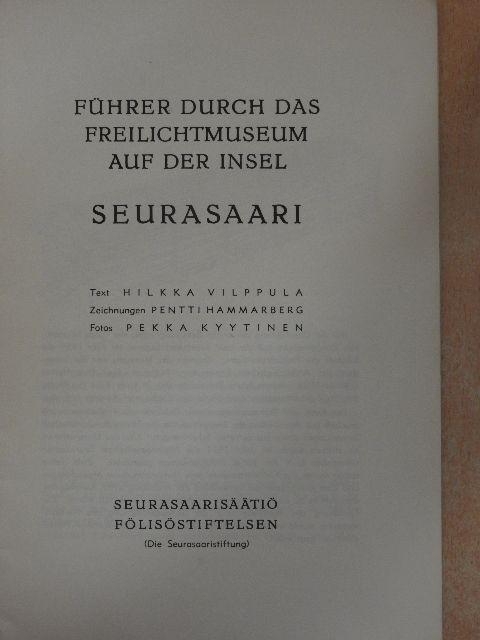 FÜHRER DURCH DAS
FREILICHTMUSEUM
AUF DER INSEL
SEURASAARI
Text HILKKA VILPPULA
Zeichnungen PENTTI HAMMARBERG
Fotos PEKKA KYYTINEN
SEURASAARISÄÄTIÖ
FÖLISÖSTIFTELSEN
(Die Seurasaaristiftung)